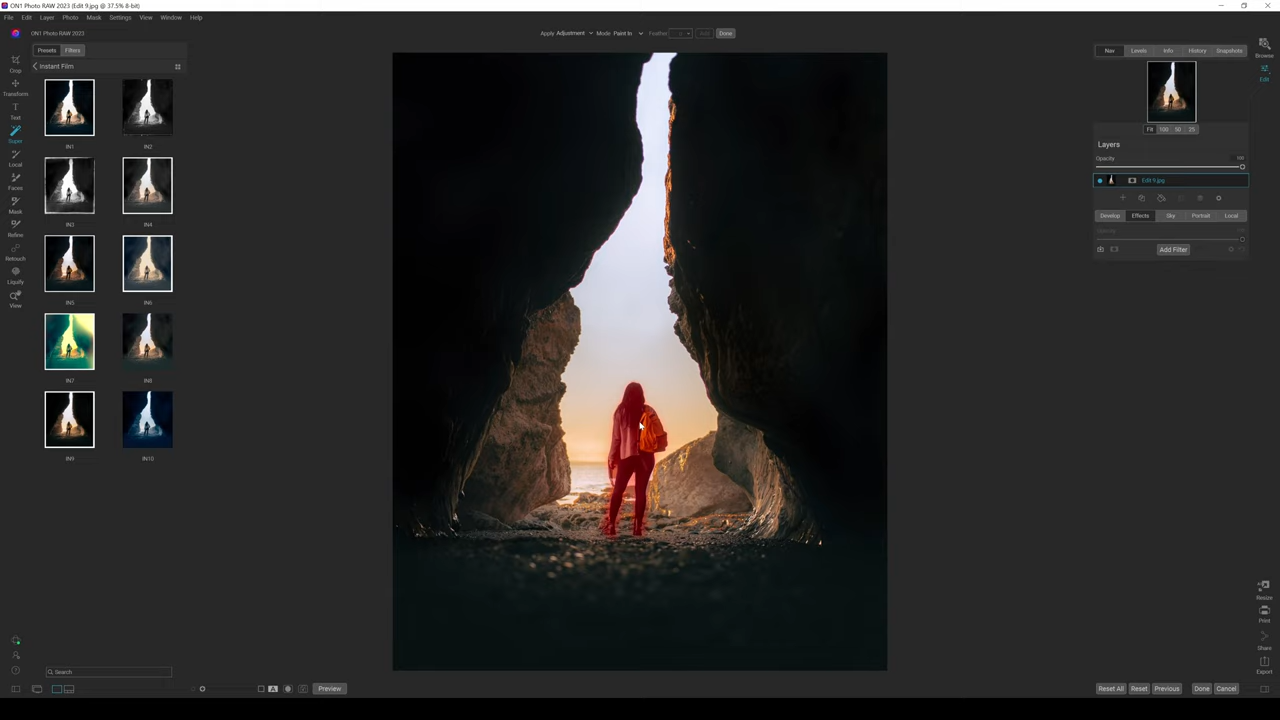 ON1 Photo RAW 2023 (Edit 9.jpg @ 37.5% 8-bit)
File Edit Layer Photo Mask Settings View Window Help
ON1 Photo RAW 2023
Apply Adjustment Mode Paint In Feather 0 Add Done
Presets Filters
Instant Film
IN1 IN2
IN3 IN4
IN5 IN6
IN7 IN8
IN9 IN10
Crop
Transform
Text
Super
Local
Faces
Mask
Refine
Retouch
Liquify
View
Search
A
Preview
Nav Levels Info History Snapshots
Fit 100 50 25
Layers
Opacity 100
Edit 9.jpg
Develop Effects Sky Portrait Local
Opacity
Add Filter
Browse
Edit
Resize
Print
Share
Export
Reset All Reset Previous Done Cancel